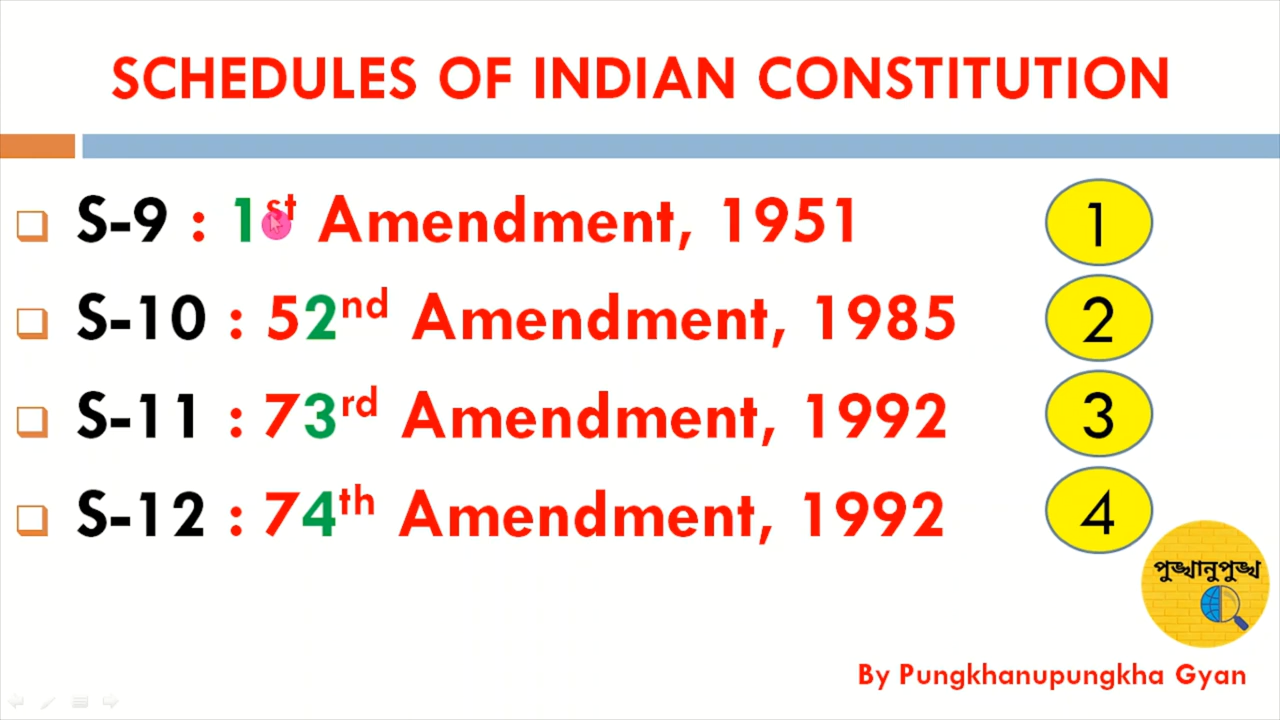 SCHEDULES OF INDIAN CONSTITUTION
S-9 : 1st Amendment, 1951 1
S-10 : 52nd Amendment, 1985 2
S-11 : 73rd Amendment, 1992 3
S-12 : 74th Amendment, 1992 4
পুঙ্খানুপুঙ্খ
By Pungkhanupungkha Gyan